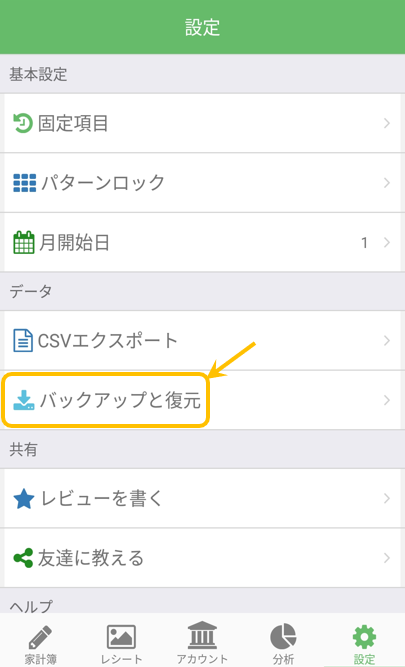 設定
基本設定
固定項目
パターンロック
月開始日 1
データ
CSVエクスポート
バックアップと復元
共有
レビューを書く
友達に教える
ヘルプ
家計簿 レシート アカウント 分析 設定